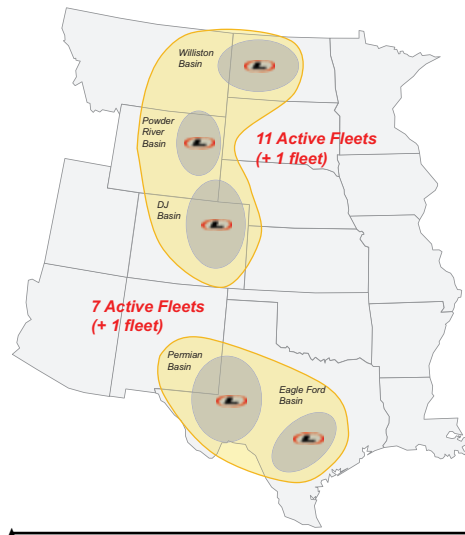 Williston
Basin
Powder
River
Basin
11 Active Fleets
(+ 1 fleet)
DJ
Basin
7 Active Fleets
(+ 1 fleet)
Permian
Basin
Eagle Ford
Basin
L
L
L
L
L